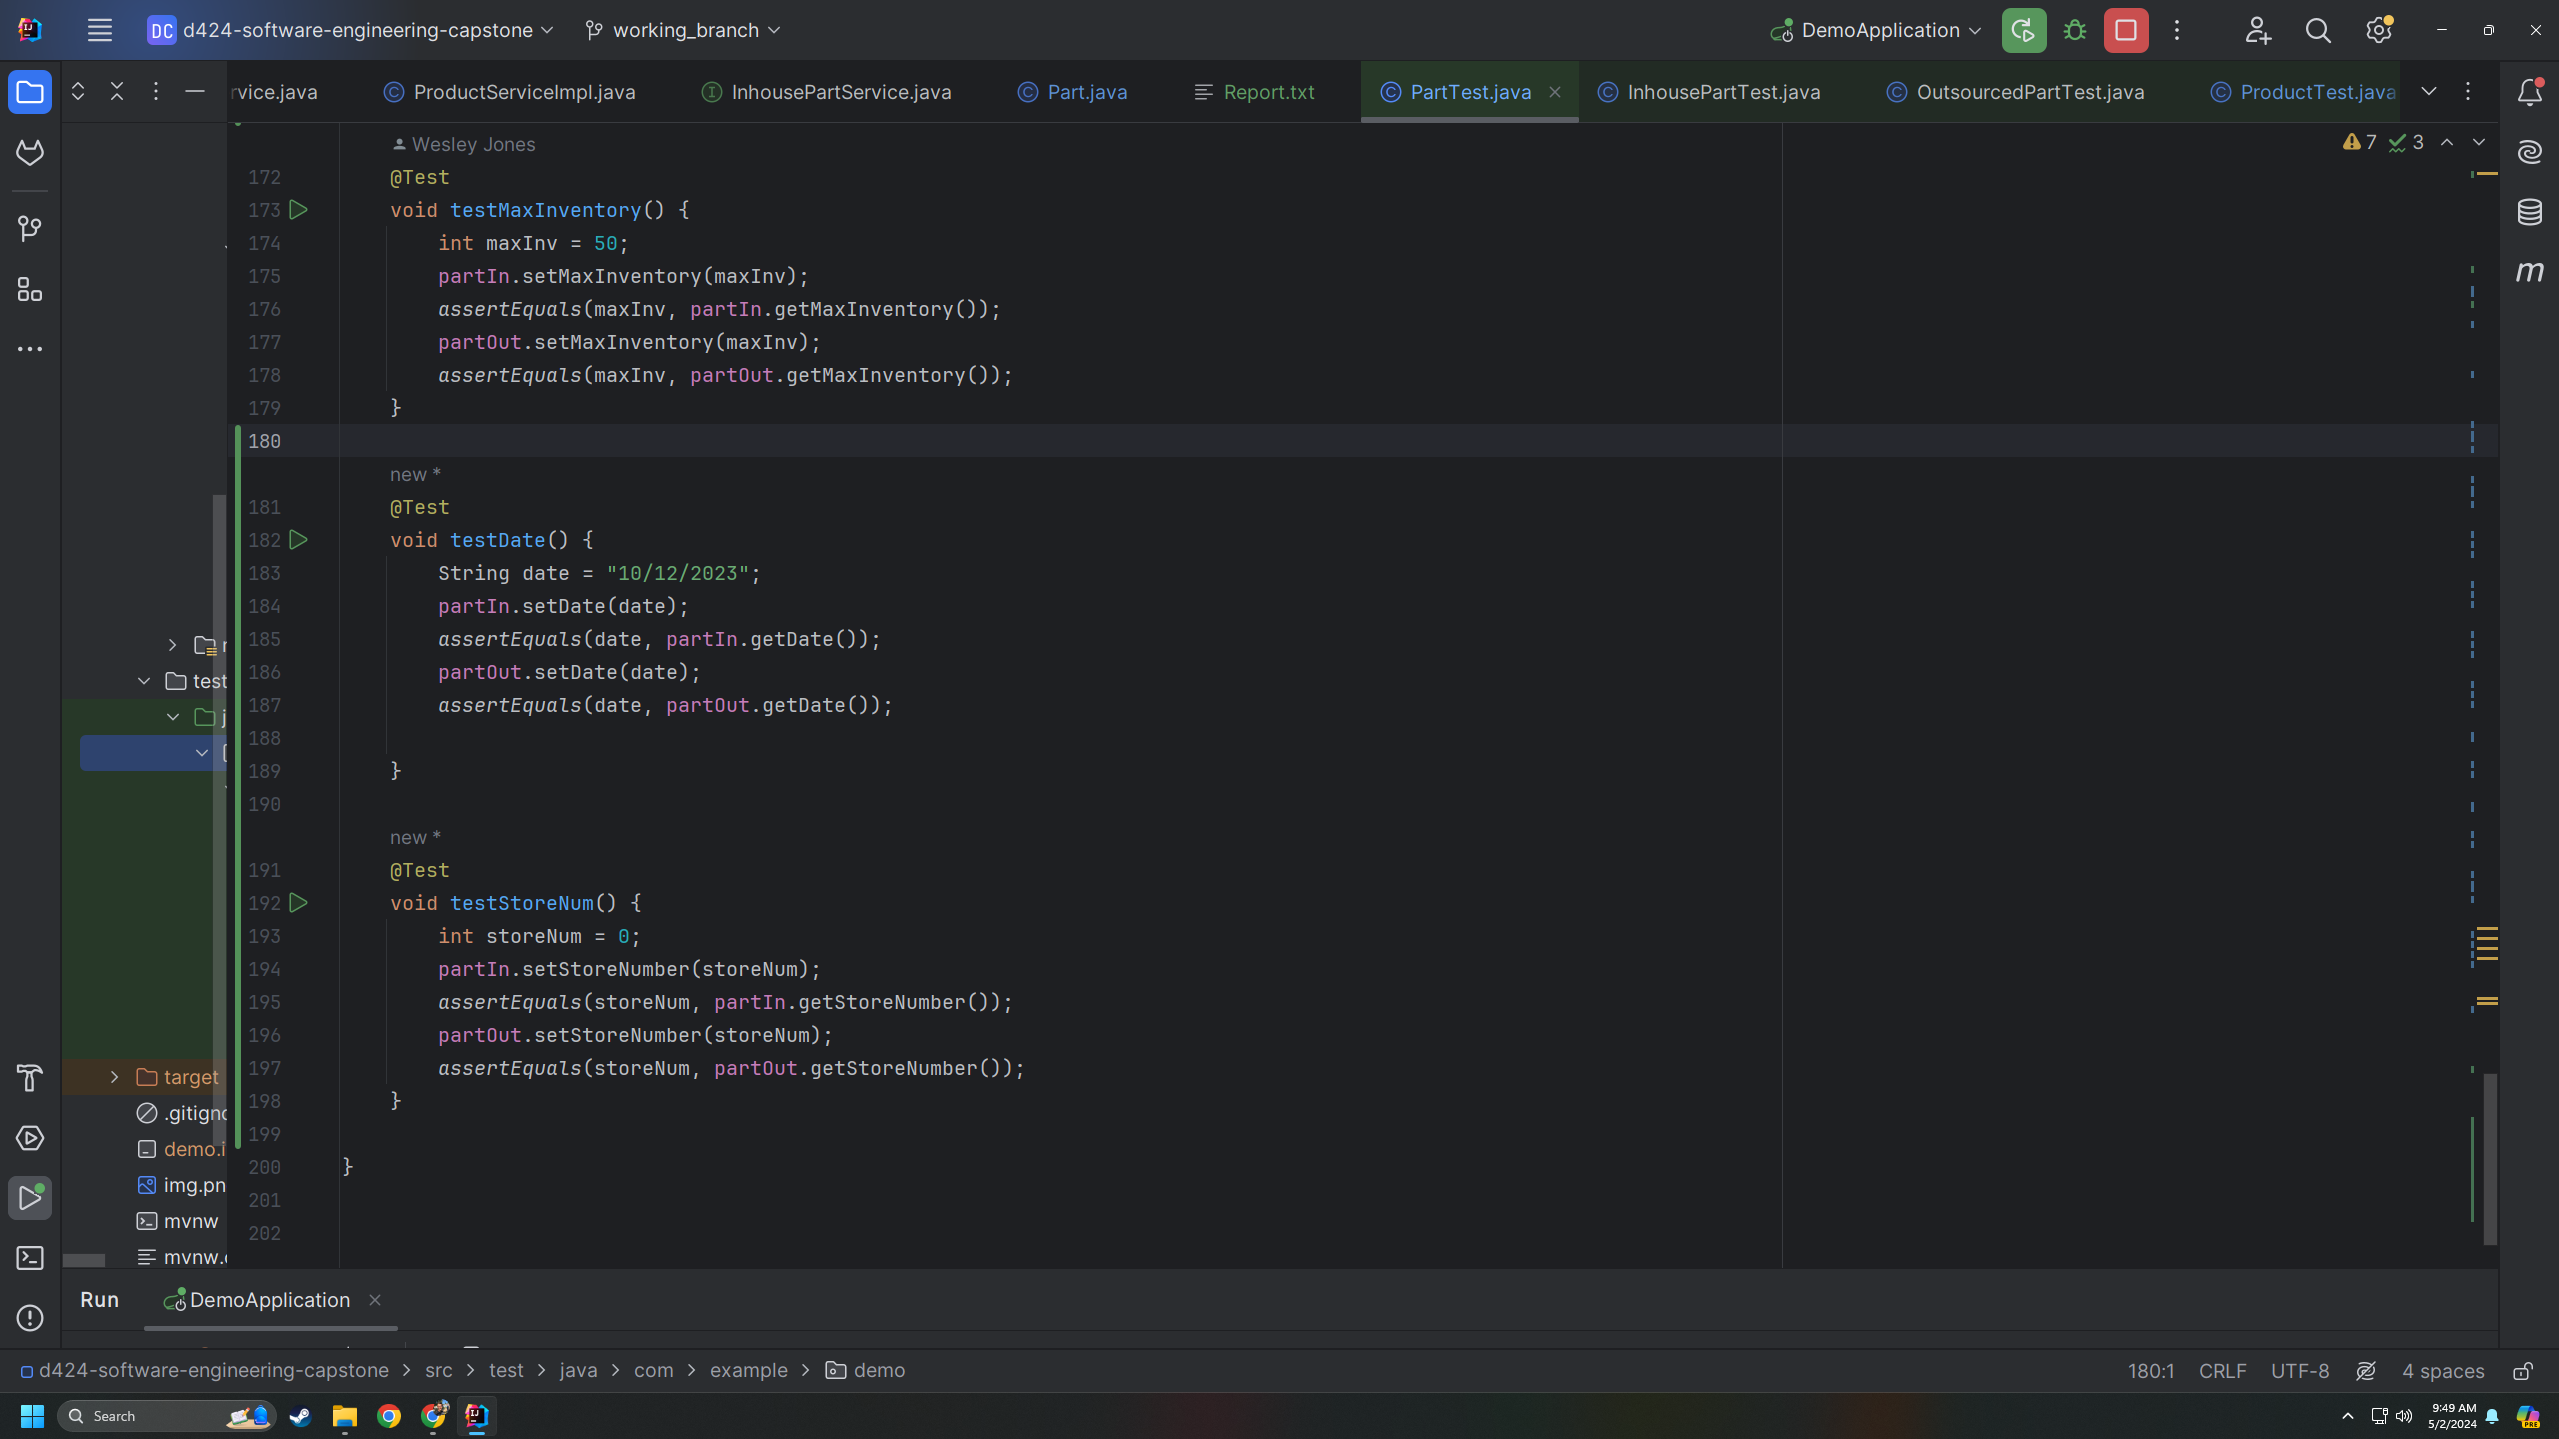 DC d424-software-engineering-capstone working_branch DemoApplication
rvice.java ProductServiceImpl.java InhousePartService.java Part.java Report.txt PartTest.java InhousePartTest.java OutsourcedPartTest.java ProductTest.java
Wesley Jones
7 3
172 @Test
173 void testMaxInventory() {
174 int maxInv = 50;
175 partIn.setMaxInventory(maxInv);
176 assertEquals(maxInv, partIn.getMaxInventory());
177 partOut.setMaxInventory(maxInv);
178 assertEquals(maxInv, partOut.getMaxInventory());
179 }
180
new *
181 @Test
182 void testDate() {
183 String date = "10/12/2023";
184 partIn.setDate(date);
185 assertEquals(date, partIn.getDate());
186 partOut.setDate(date);
187 assertEquals(date, partOut.getDate());
188
189 }
190
new *
191 @Test
192 void testStoreNum() {
193 int storeNum = 0;
194 partIn.setStoreNumber(storeNum);
195 assertEquals(storeNum, partIn.getStoreNumber());
196 partOut.setStoreNumber(storeNum);
197 assertEquals(storeNum, partOut.getStoreNumber());
198 }
199
200 }
201
202
test
j
target
.gitign
demo.i
img.pn
mvnw
mvnw.
m
Run DemoApplication
d424-software-engineering-capstone > src > test > java > com > example > demo
180:1 CRLF UTF-8 4 spaces
Search
9:49 AM
5/2/2024